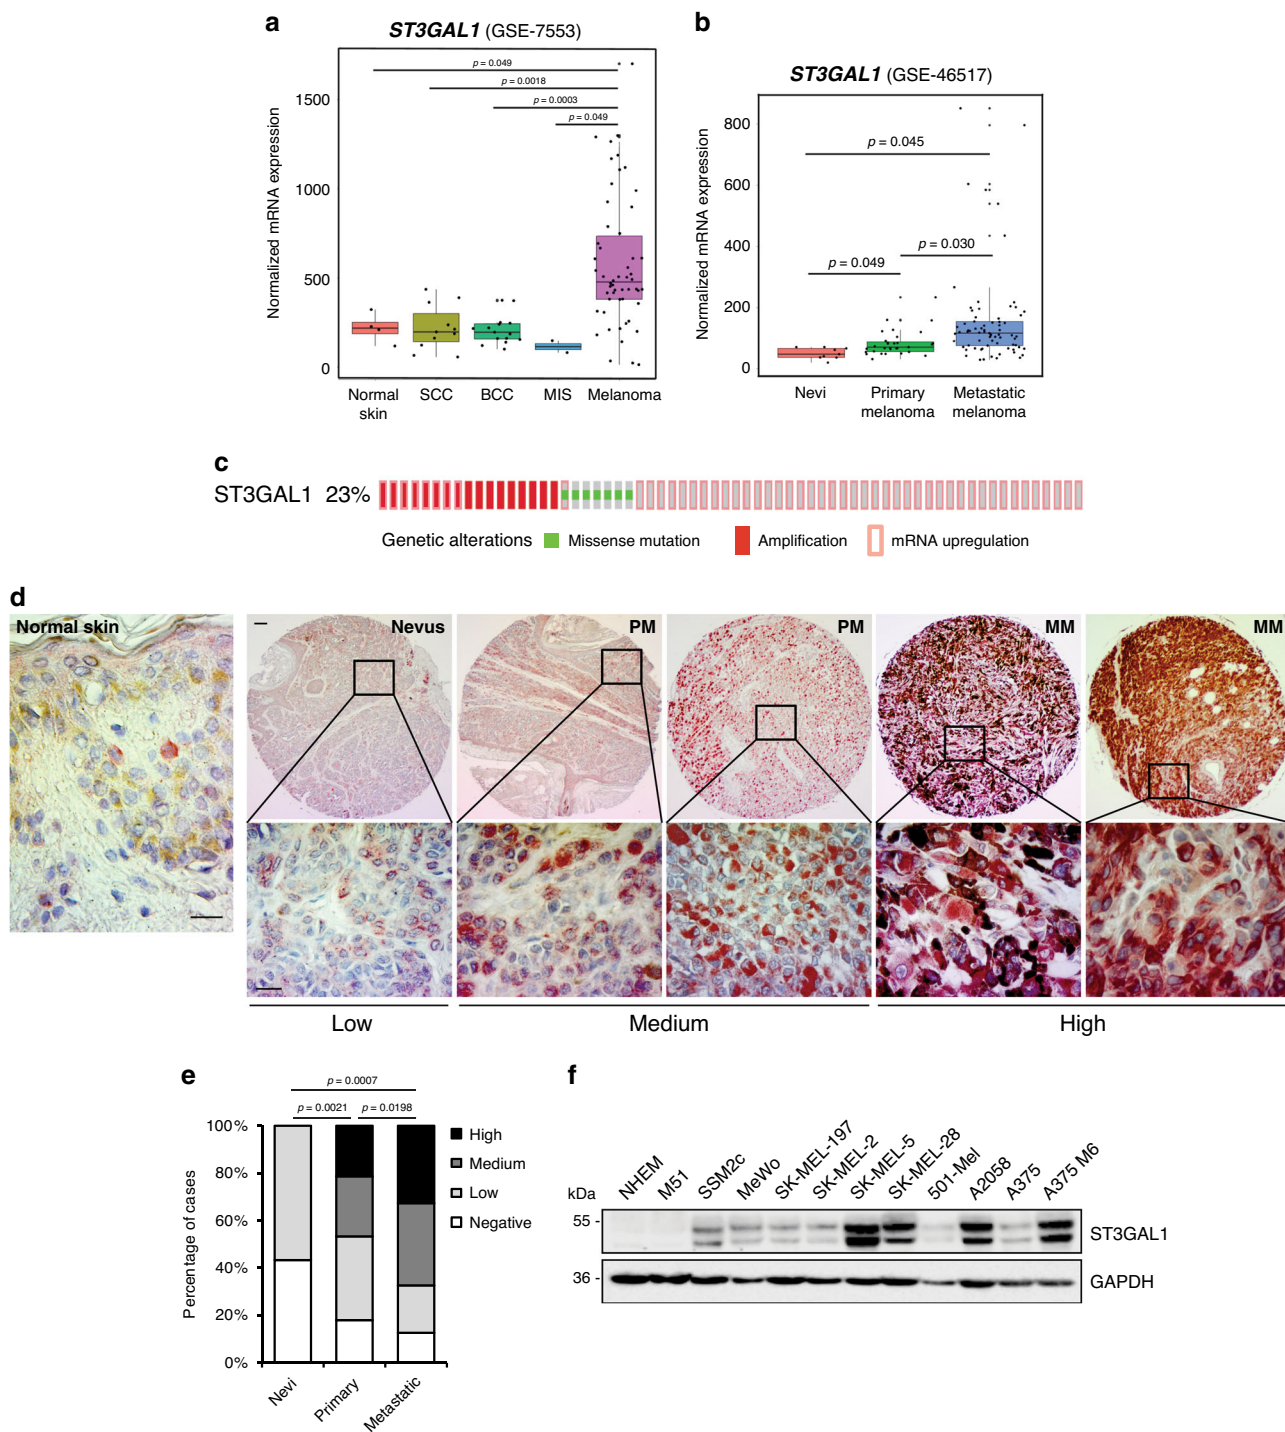 a
ST3GAL1 (GSE-7553)
Normalized mRNA expression
1500
1000
500
0
p = 0.049
p = 0.0018
p = 0.0003
p = 0.049
Normal skin
SCC
BCC
MIS
Melanoma
b
ST3GAL1 (GSE-46517)
Normalized mRNA expression
800
600
400
200
0
p = 0.045
p = 0.030
p = 0.049
Nevi
Primary melanoma
Metastatic melanoma
c
ST3GAL1 23%
Genetic alterations
Missense mutation
Amplification
mRNA upregulation
d
Normal skin
Nevus
PM
PM
MM
MM
Low
Medium
High
e
p = 0.0007
p = 0.0021
p = 0.0198
Percentage of cases
100%
80%
60%
40%
20%
0%
High
Medium
Low
Negative
Nevi
Primary
Metastatic
f
kDa
NHEM
M51
SSM2c
MeWo
SK-MEL-197
SK-MEL-2
SK-MEL-5
SK-MEL-28
501-Mel
A2058
A375
A375 M6
55 -
ST3GAL1
36 -
GAPDH